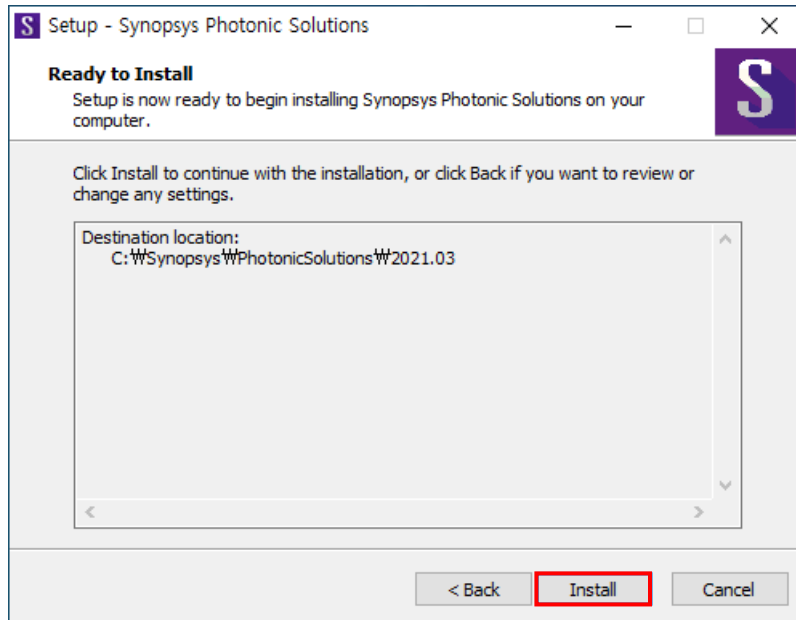 S Setup - Synopsys Photonic Solutions
Ready to Install
Setup is now ready to begin installing Synopsys Photonic Solutions on your
computer.
S
Click Install to continue with the installation, or click Back if you want to review or
change any settings.
Destination location:
C:₩Synopsys₩PhotonicSolutions₩2021.03
< Back
Install
Cancel